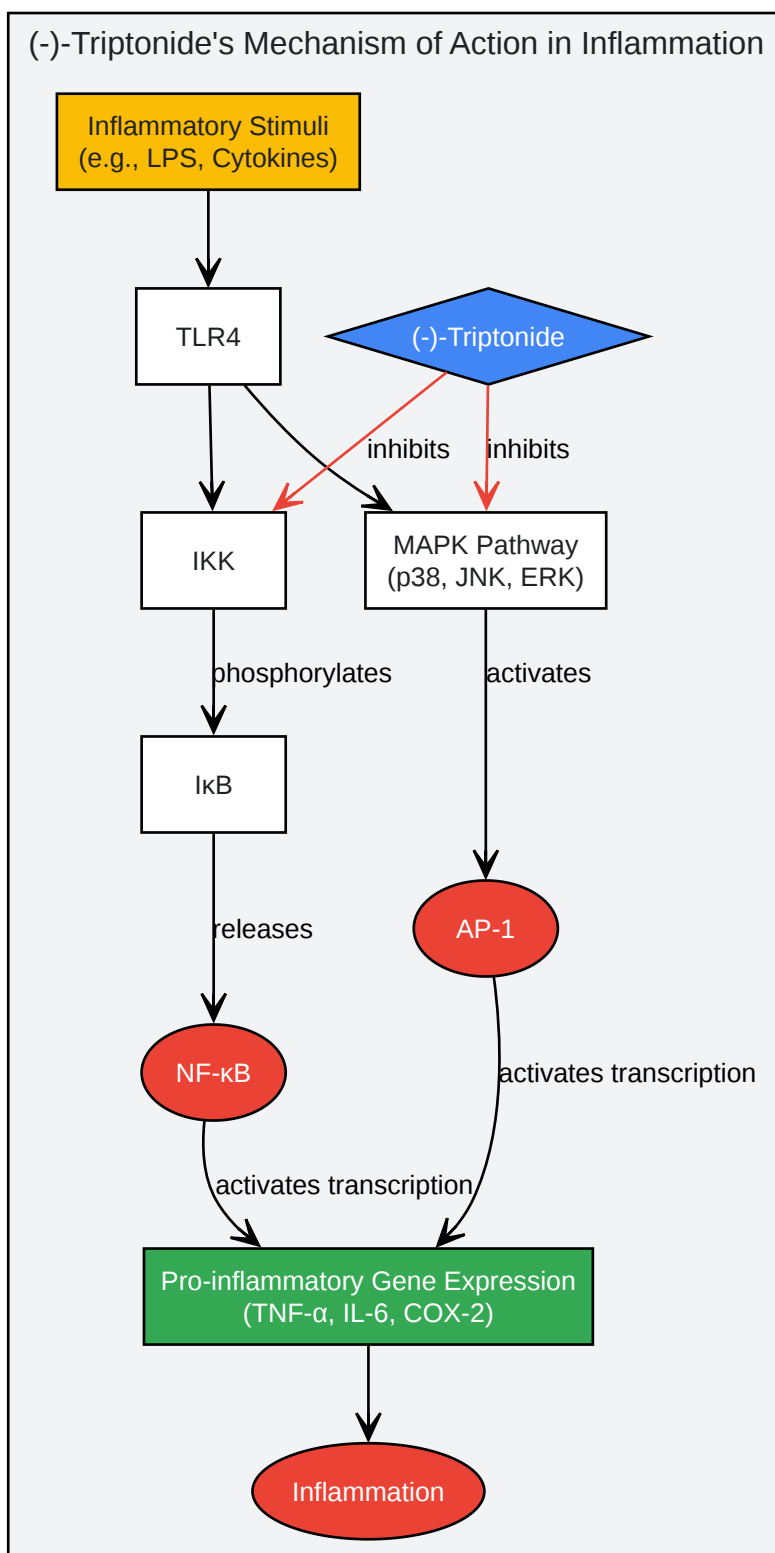 (-)-Triptonide's Mechanism of Action in Inflammation
Inflammatory Stimuli
(e.g., LPS, Cytokines)
TLR4
(-)-Triptonide
inhibits
inhibits
IKK
MAPK Pathway
(p38, JNK, ERK)
phosphorylates
activates
IκB
releases
AP-1
NF-κB
activates transcription
activates transcription
Pro-inflammatory Gene Expression
(TNF-α, IL-6, COX-2)
Inflammation